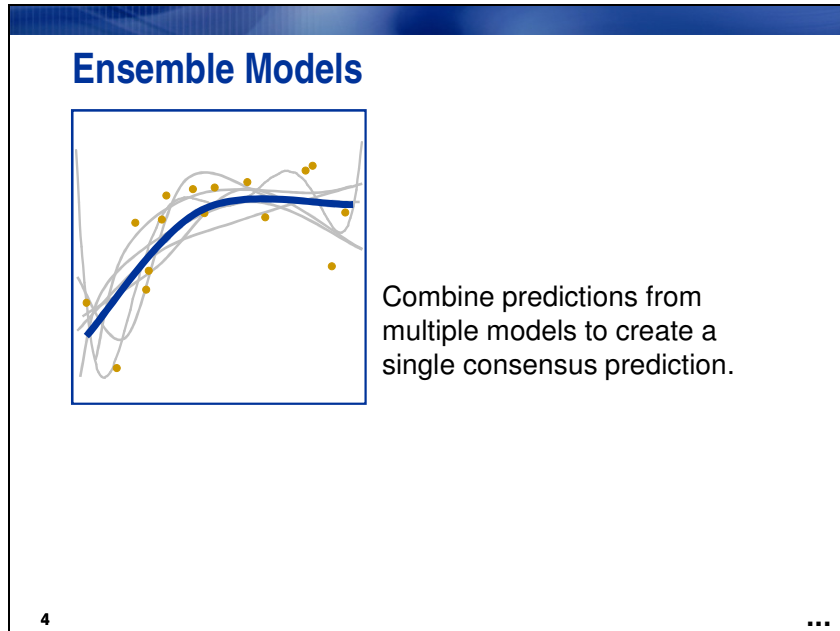 Ensemble Models
Combine predictions from
multiple models to create a
single consensus prediction.
4
...